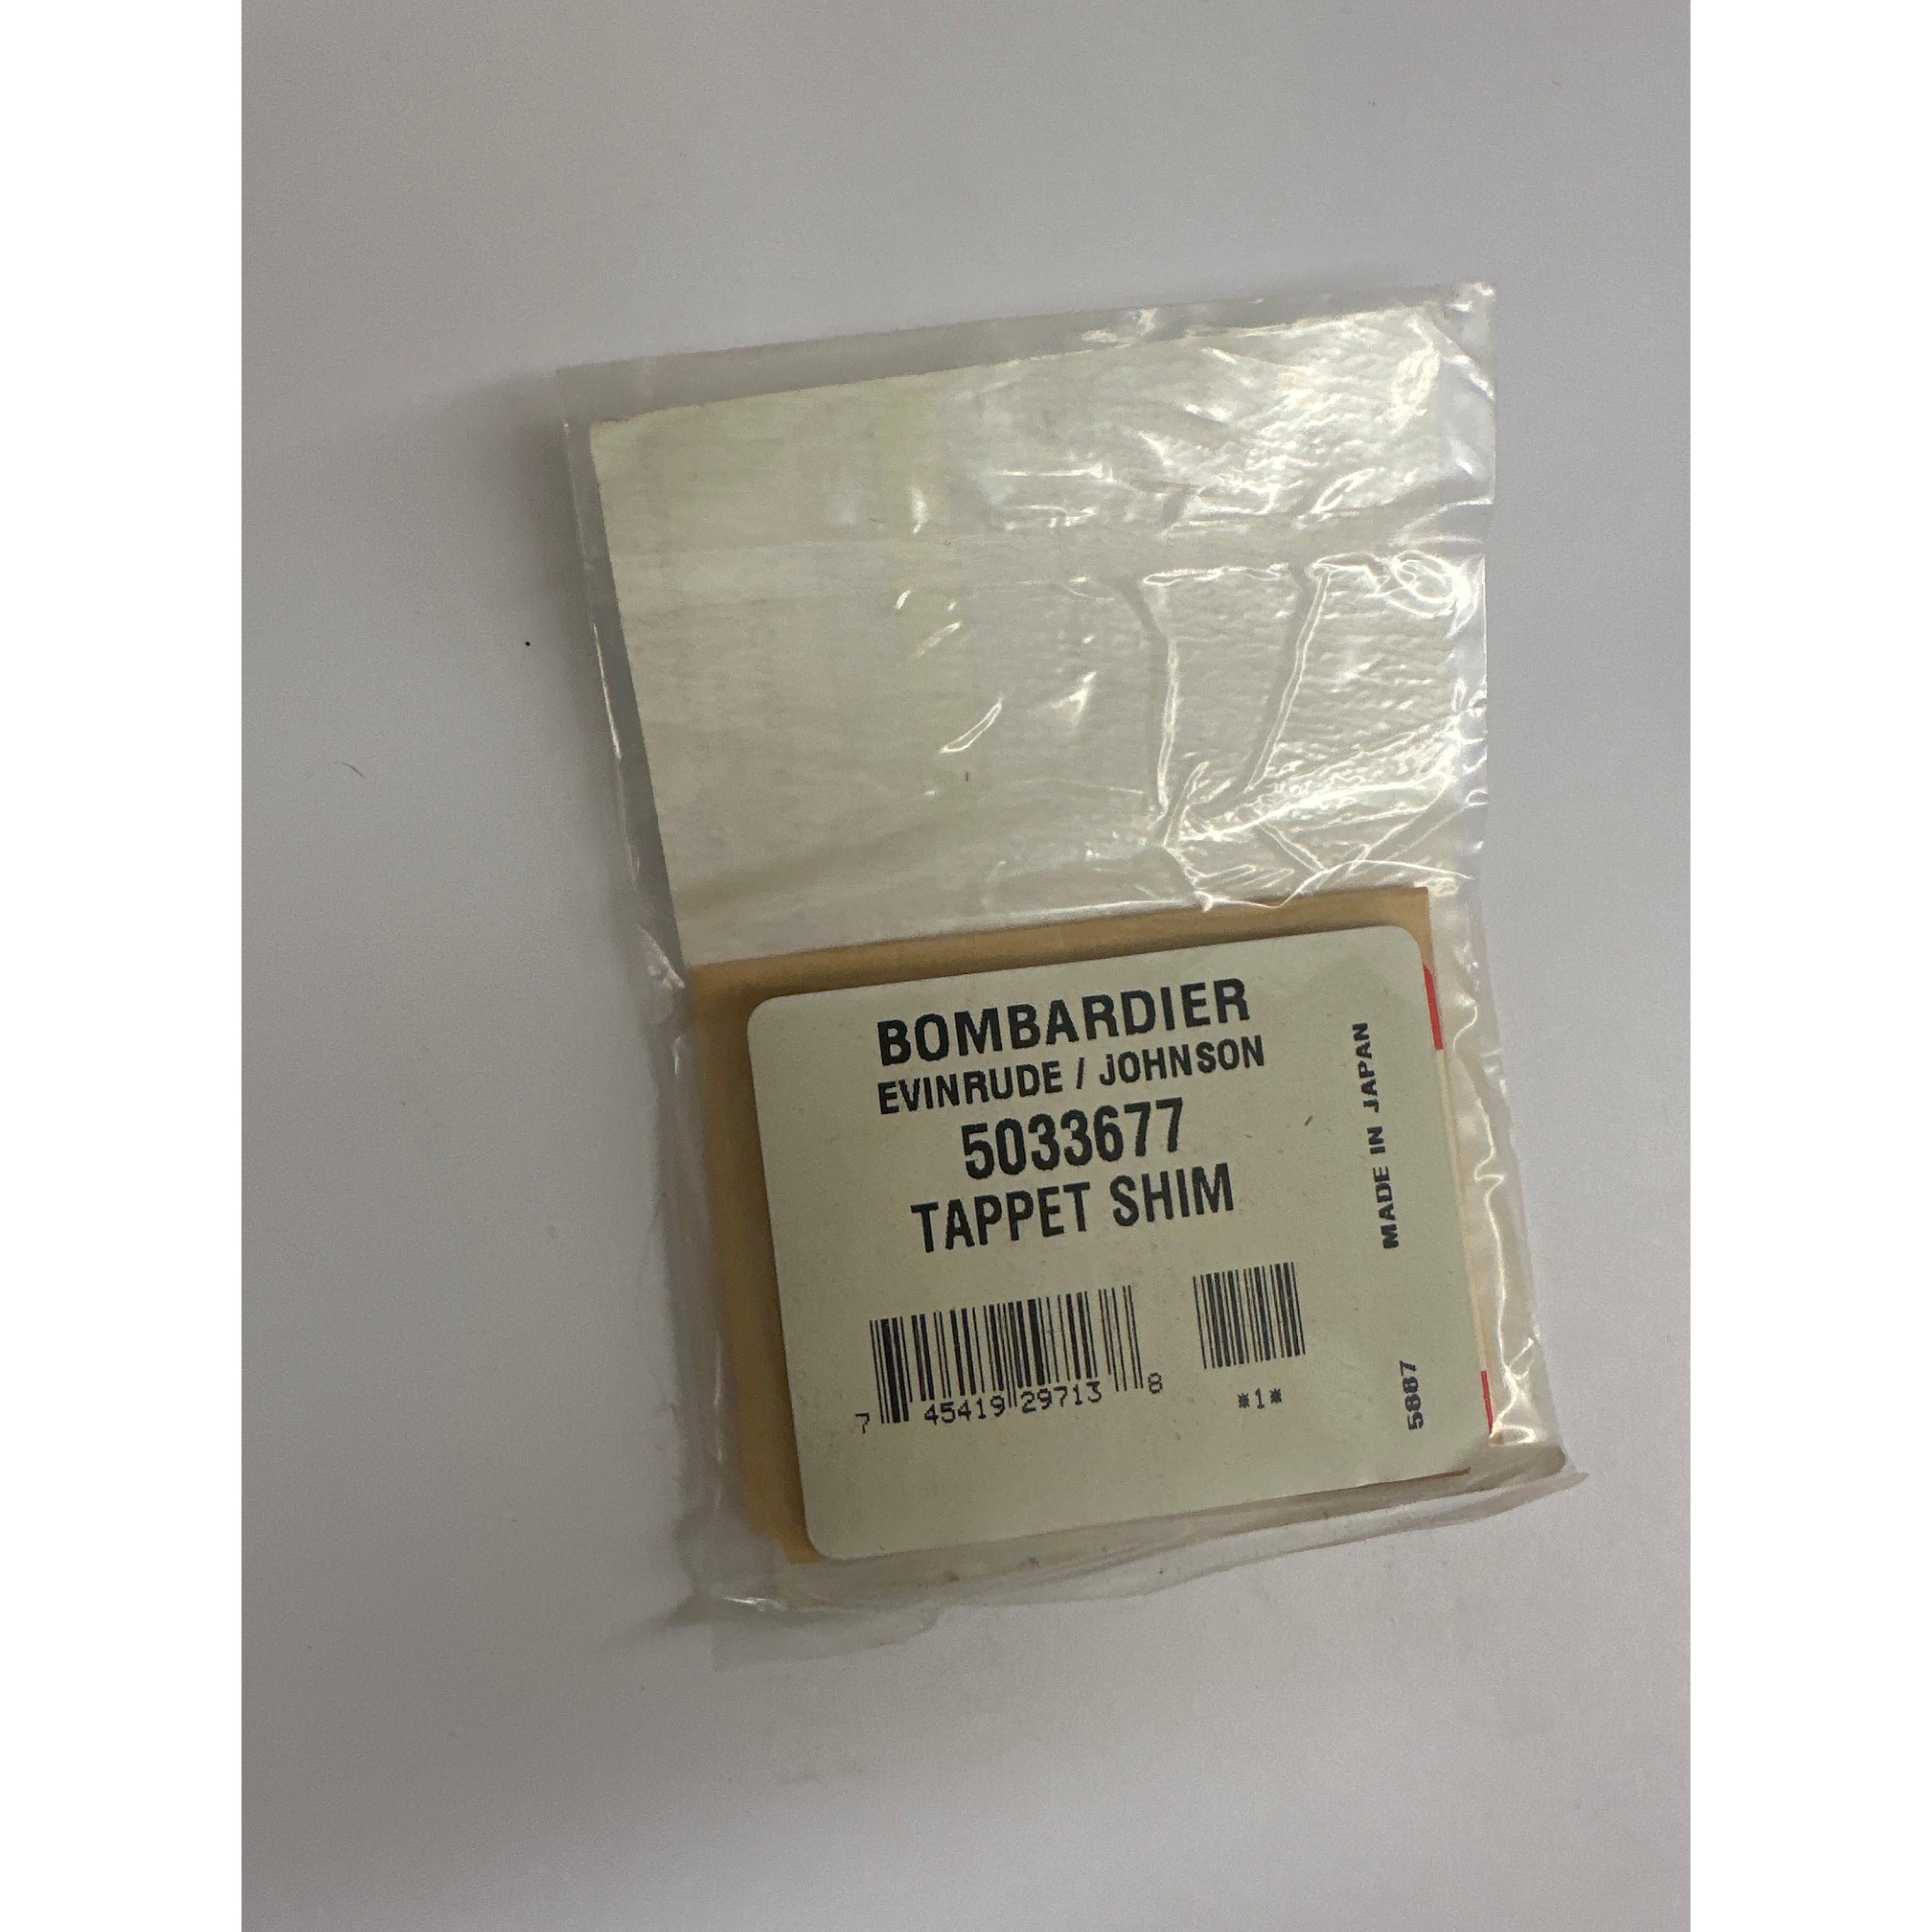 BOMBARDIER
EVINRUDE / JOHNSON
5033677
TAPPET SHIM
7 45419 29713 8
*1*
MADE IN JAPAN
5887